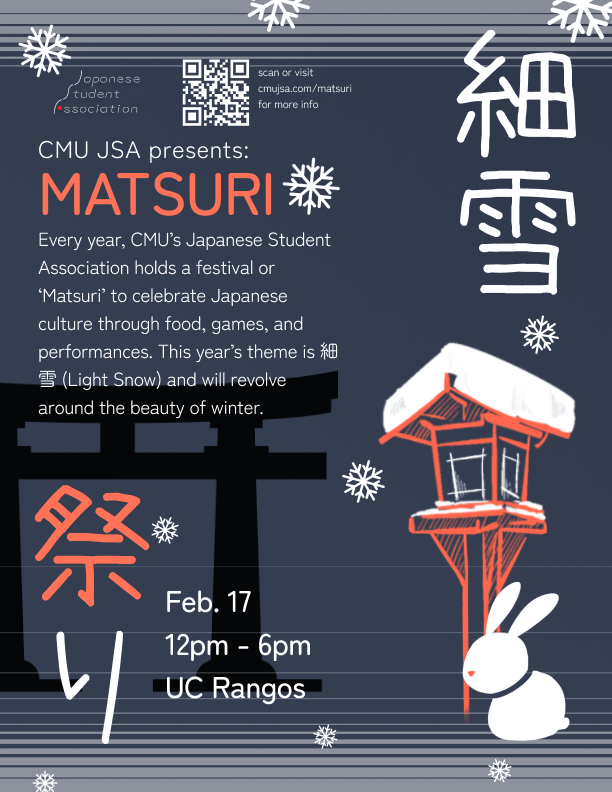 Japanese
Student
Association
scan or visit
cmujsa.com/matsuri
for more info
細雪
CMU JSA presents:
MATSURI
Every year, CMU’s Japanese Student
Association holds a festival or
‘Matsuri’ to celebrate Japanese
culture through food, games, and
performances. This year’s theme is 細
雪 (Light Snow) and will revolve
around the beauty of winter.
祭り
Feb. 17
12pm - 6pm
UC Rangos